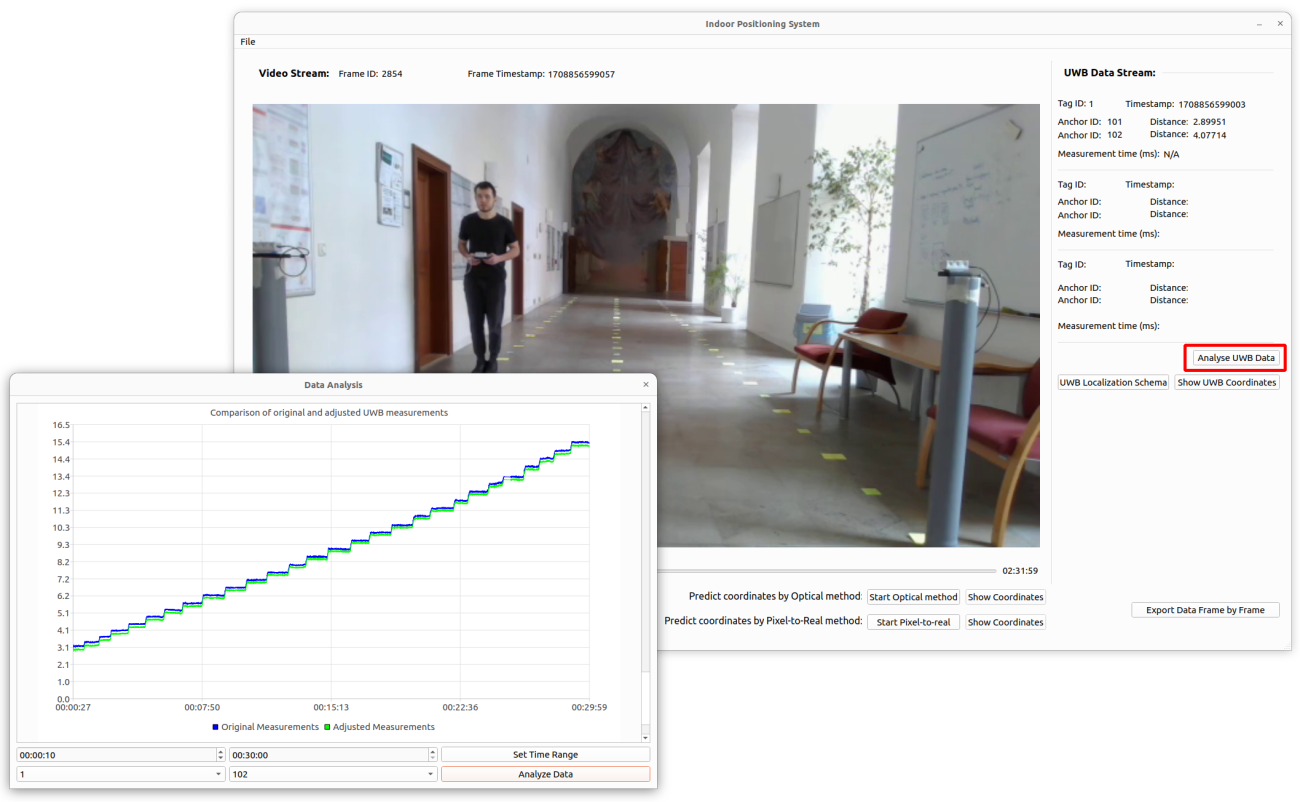 Indoor Positioning System
File
Video Stream: Frame ID: 2854 Frame Timestamp: 1708856599057
UWB Data Stream:
Tag ID: 1 Timestamp: 1708856599003
Anchor ID: 101 Distance: 2.89951
Anchor ID: 102 Distance: 4.07714
Measurement time (ms): N/A
Tag ID: Timestamp:
Anchor ID: Distance:
Anchor ID: Distance:
Measurement time (ms):
Tag ID: Timestamp:
Anchor ID: Distance:
Anchor ID: Distance:
Measurement time (ms):
Analyse UWB Data
UWB Localization Schema Show UWB Coordinates
02:31:59
Predict coordinates by Optical method: Start Optical method Show Coordinates
Predict coordinates by Pixel-to-Real method: Start Pixel-to-real Show Coordinates
Export Data Frame by Frame
Data Analysis
Comparison of original and adjusted UWB measurements
16.5
15.4
14.4
13.4
12.3
11.3
10.3
9.3
8.2
7.2
6.2
5.1
4.1
3.1
2.1
1.0
0.0
00:00:27 00:07:50 00:15:13 00:22:36 00:29:59
Original Measurements Adjusted Measurements
00:00:10 00:30:00 Set Time Range
1 102 Analyze Data